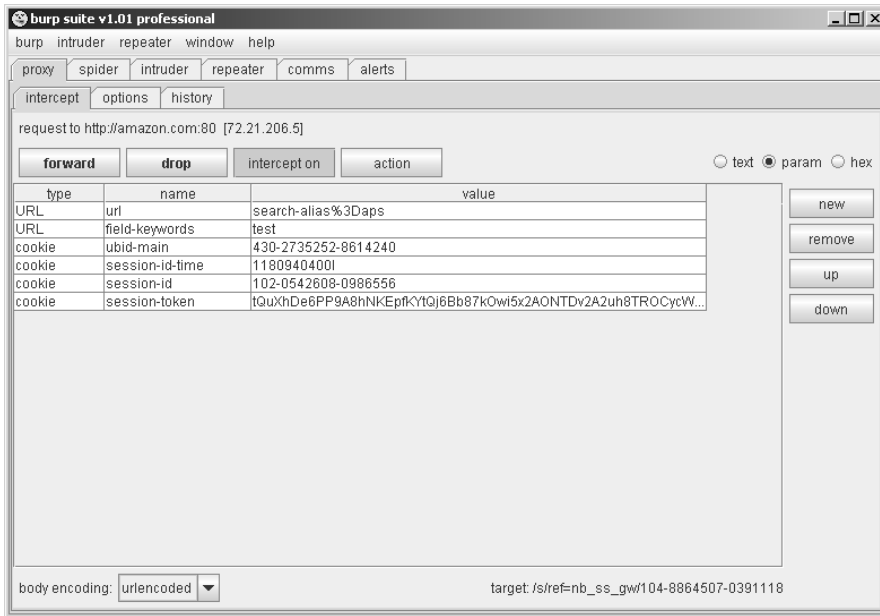 burp suite v1.01 professional
burp intruder repeater window help
proxy spider intruder repeater comms alerts
intercept options history
request to http://amazon.com:80 [72.21.206.5]
forward drop intercept on action text param hex
type name value
URL url search-alias%3Daps
URL field-keywords test
cookie ubid-main 430-2735252-8614240
cookie session-id-time 1180940400l
cookie session-id 102-0542608-0986556
cookie session-token tQuXhDe6PP9A8hNKEpfKYtQj6Bb87kOwi5x2AONTDv2A2uh8TROCycW...
new
remove
up
down
body encoding: urlencoded target: /s/ref=nb_ss_gw/104-8864507-0391118